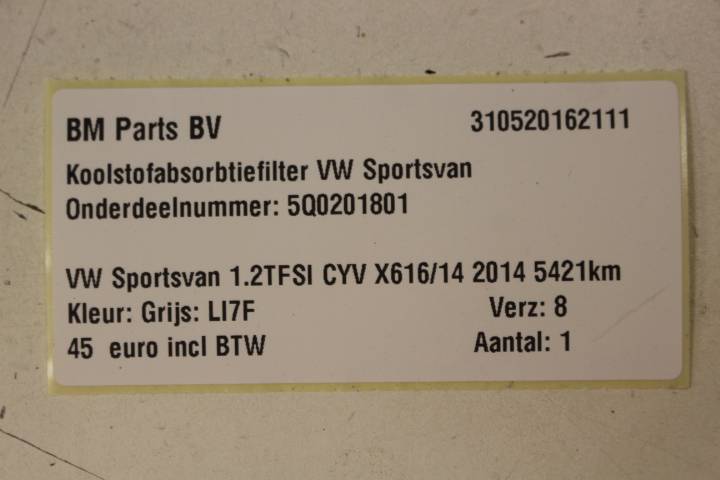 BM Parts BV 310520162111
Koolstofabsorbtiefilter VW Sportsvan
Onderdeelnummer: 5Q0201801
VW Sportsvan 1.2TFSI CYV X616/14 2014 5421km
Kleur: Grijs: LI7F Verz: 8
45 euro incl BTW Aantal: 1